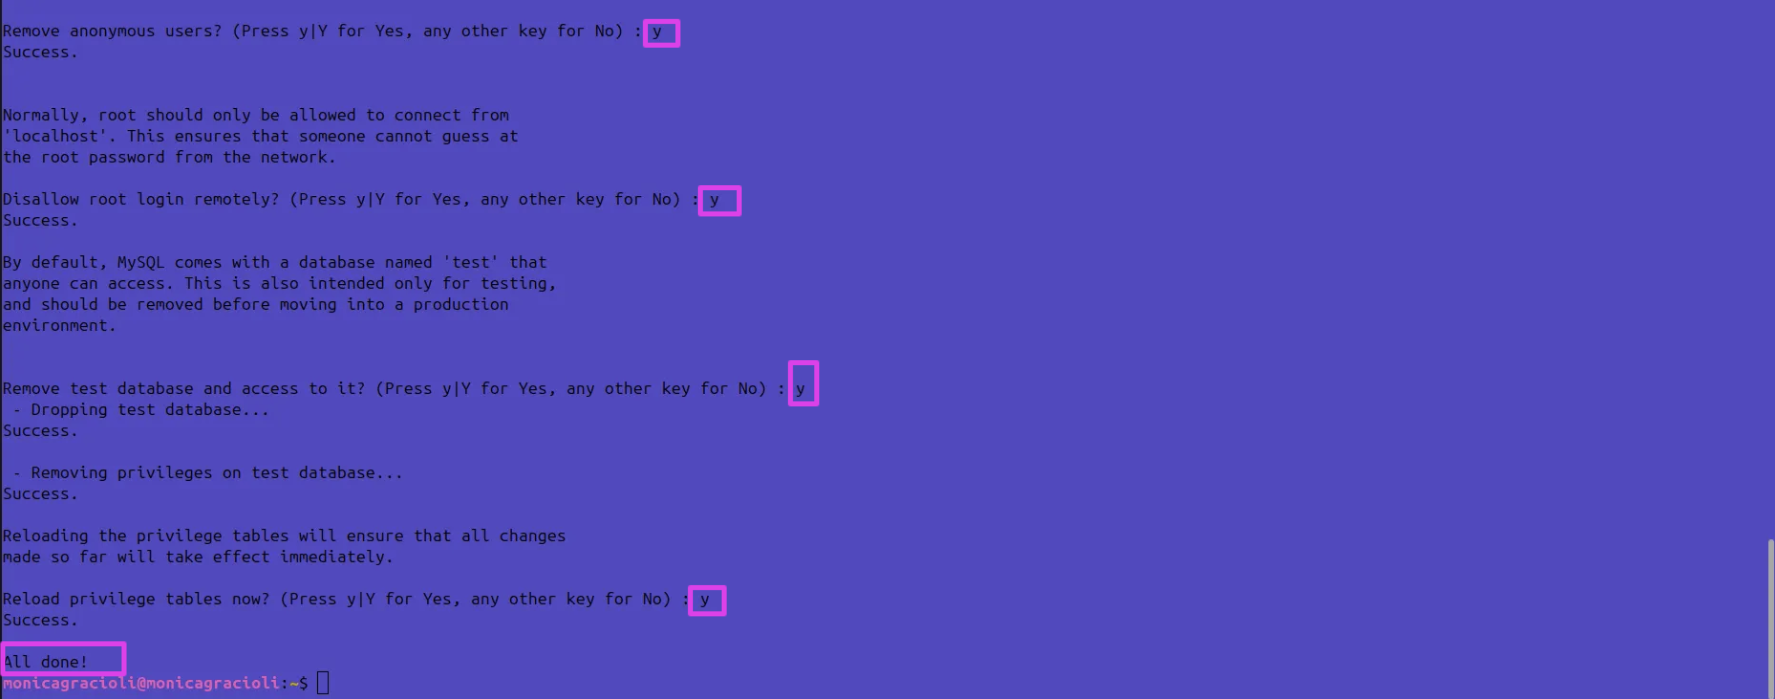 Remove anonymous users? (Press y|Y for Yes, any other key for No) : y
Success.
Normally, root should only be allowed to connect from
'localhost'. This ensures that someone cannot guess at
the root password from the network.
Disallow root login remotely? (Press y|Y for Yes, any other key for No) : y
Success.
By default, MySQL comes with a database named 'test' that
anyone can access. This is also intended only for testing,
and should be removed before moving into a production
environment.
Remove test database and access to it? (Press y|Y for Yes, any other key for No) : y
- Dropping test database...
Success.
- Removing privileges on test database...
Success.
Reloading the privilege tables will ensure that all changes
made so far will take effect immediately.
Reload privilege tables now? (Press y|Y for Yes, any other key for No) : y
Success.
All done!
monicagracioli@monicagracioli:~$